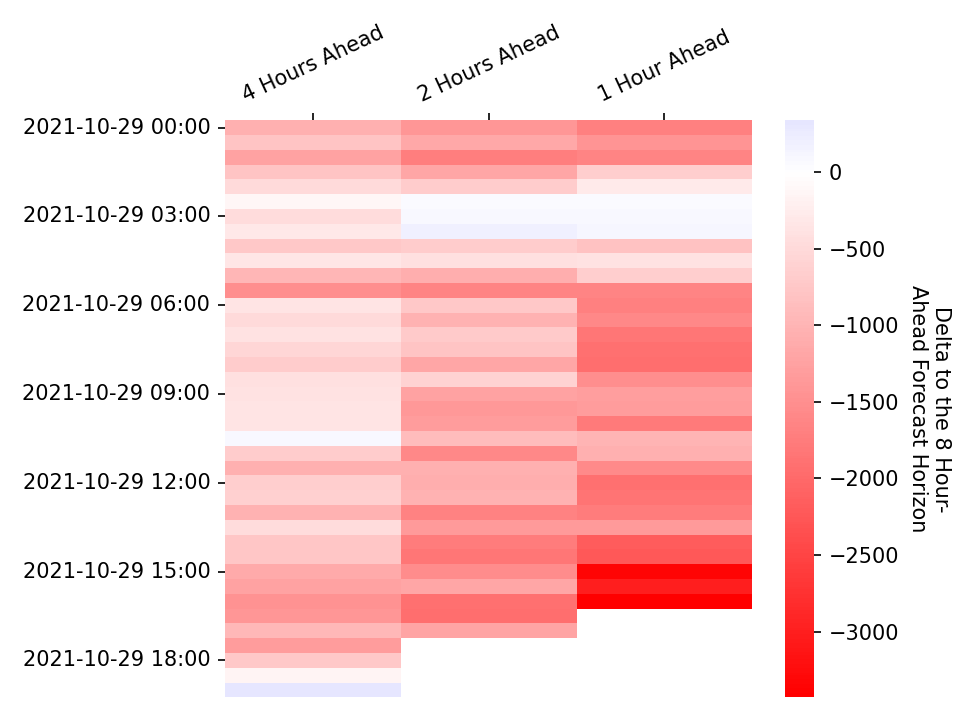 4 Hours Ahead
2 Hours Ahead
1 Hour Ahead
2021-10-29 00:00
2021-10-29 03:00
2021-10-29 06:00
2021-10-29 09:00
2021-10-29 12:00
2021-10-29 15:00
2021-10-29 18:00
0
−500
−1000
−1500
−2000
−2500
−3000
Delta to the 8 Hour-
Ahead Forecast Horizon